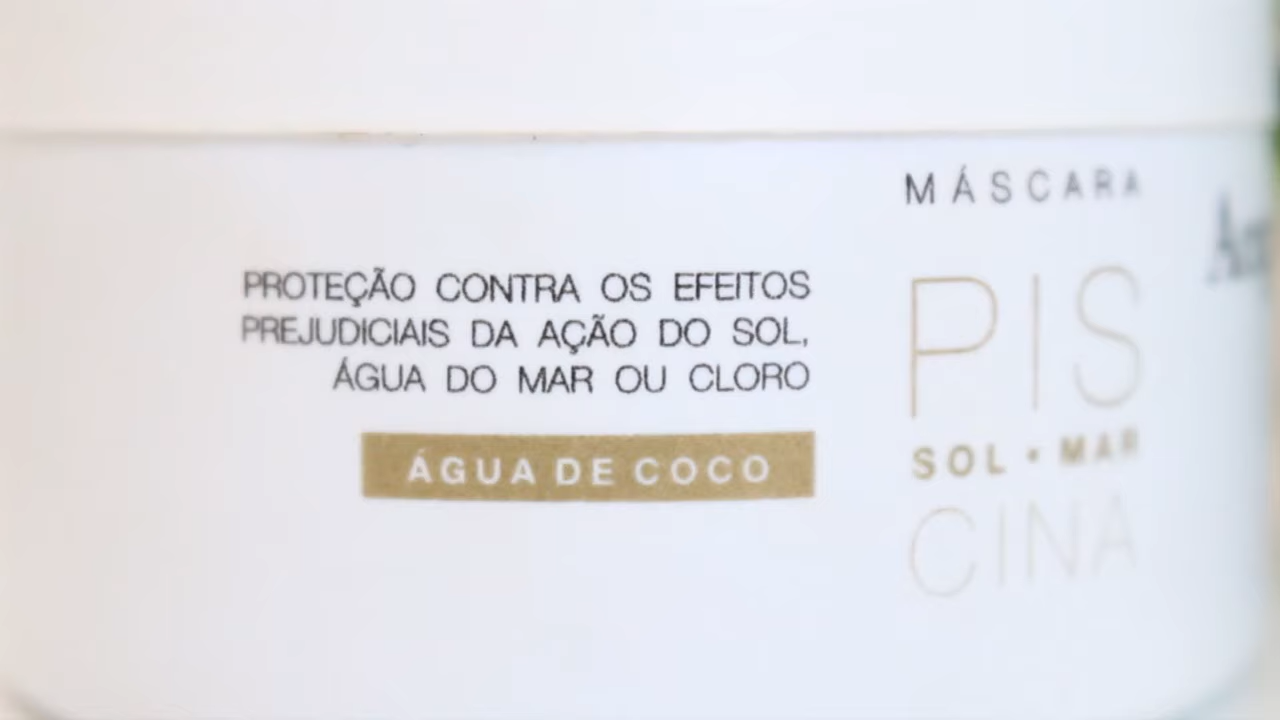 PROTEÇÃO CONTRA OS EFEITOS
PREJUDICIAIS DA AÇÃO DO SOL,
ÁGUA DO MAR OU CLORO
ÁGUA DE COCO
MÁSCARA
PIS
SOL • MAR
CINA